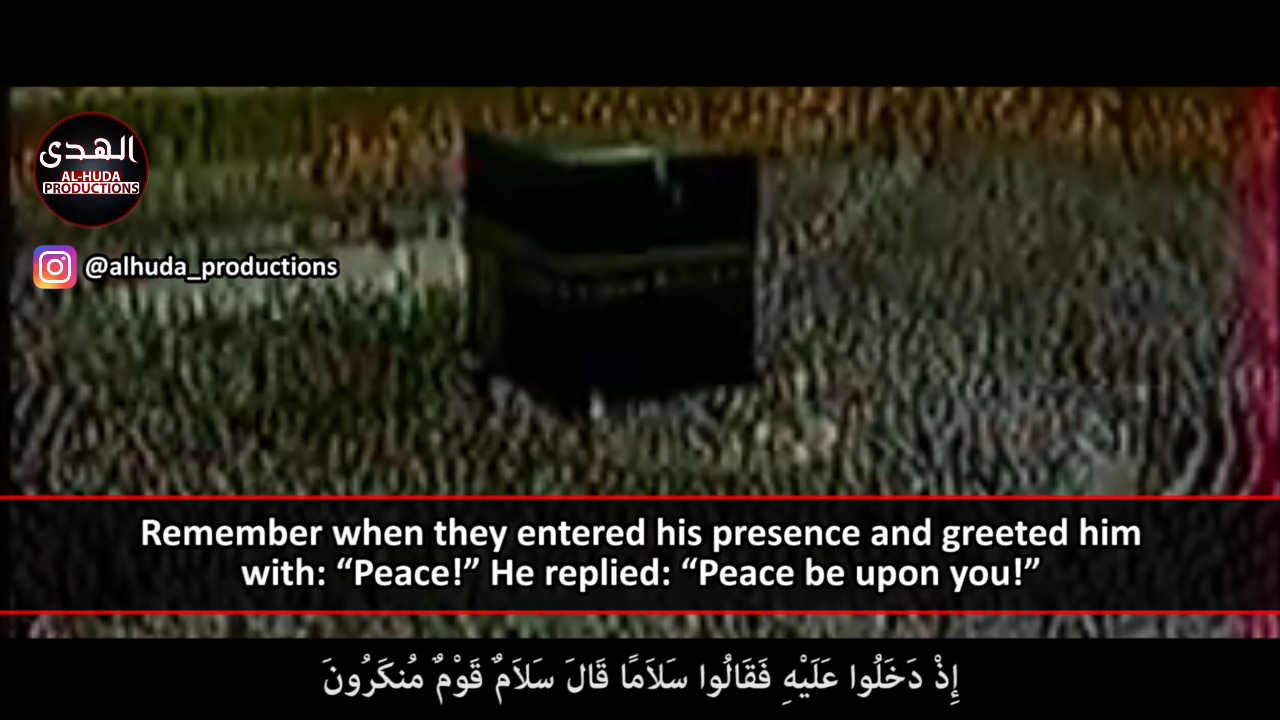 الهدى
AL-HUDA
PRODUCTIONS
@alhuda_productions
Remember when they entered his presence and greeted him
with: “Peace!” He replied: “Peace be upon you!”
إِذْ دَخَلُوا عَلَيْهِ فَقَالُوا سَلَامًا قَالَ سَلَامٌ قَوْمٌ مُنكَرُونَ